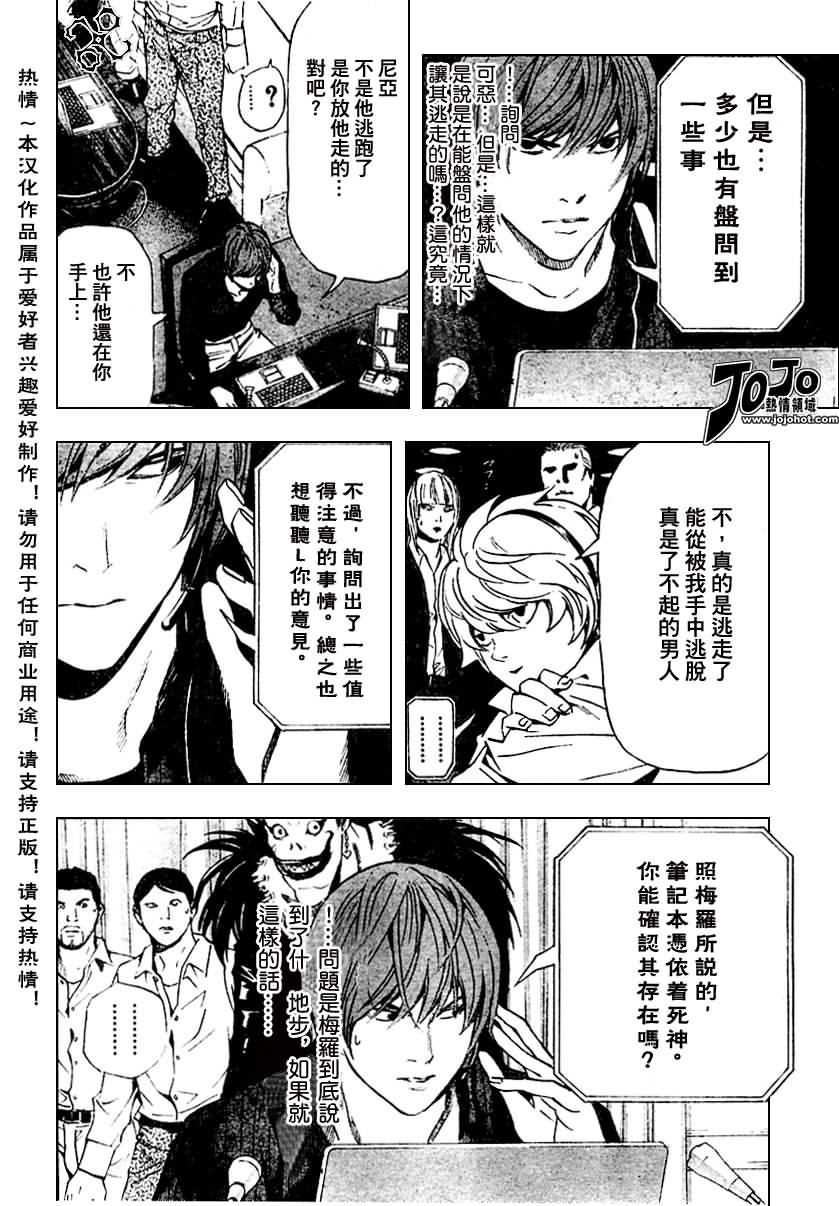 但是…
多少也有盤問到
一些事
！…詢問
可惡…但是…這樣就
是說是在能盤問他的情況下
讓其逃走的嗎…？這究竟…
尼亞
不是他逃跑了
是你放他走的…
對吧？
……？
不
也許他還在你
手上…
JOJO
熱情領域
www.jojohot.com
不，真的是逃走了
能從被我手中逃脫
真是了不起的男人
………
不過，詢問出了一些值
得注意的事情。總之也
想聽聽L你的意見。
照梅羅所說的，
筆記本憑依着死神。
你能確認其存在嗎？
！…問題是梅羅到底說
到了什 地步，如果就
這樣的話……
………
热情～本汉化作品属于爱好者兴趣爱好制作！请勿用于任何商业用途！请支持正版！请支持热情！